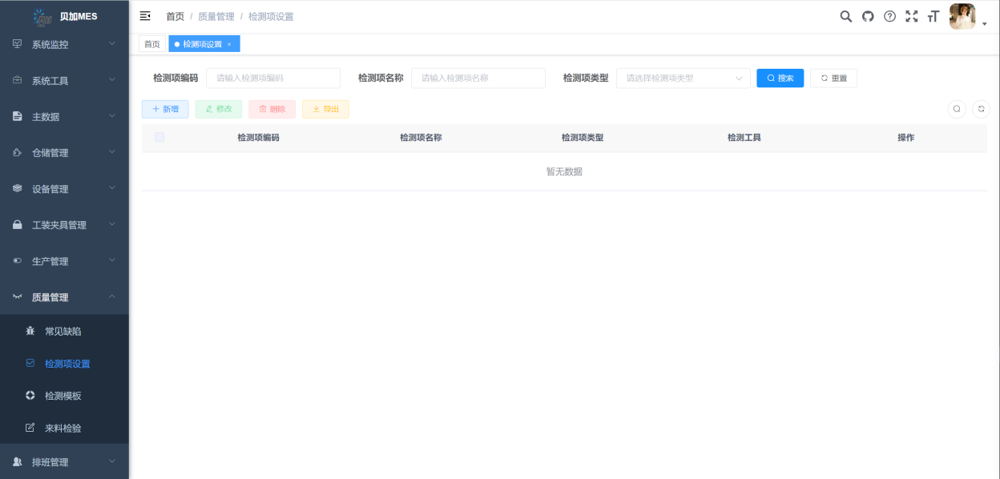 贝加MES
首页 / 质量管理 / 检测项设置
系统监控
系统工具
主数据
仓储管理
设备管理
工装夹具管理
生产管理
质量管理
常见缺陷
检测项设置
检测模板
来料检验
排班管理
首页
检测项设置 ×
检测项编码 请输入检测项编码 检测项名称 请输入检测项名称 检测项类型 请选择检测项类型 搜索 重置
新增 修改 删除 导出
检测项编码 检测项名称 检测项类型 检测工具 操作
暂无数据